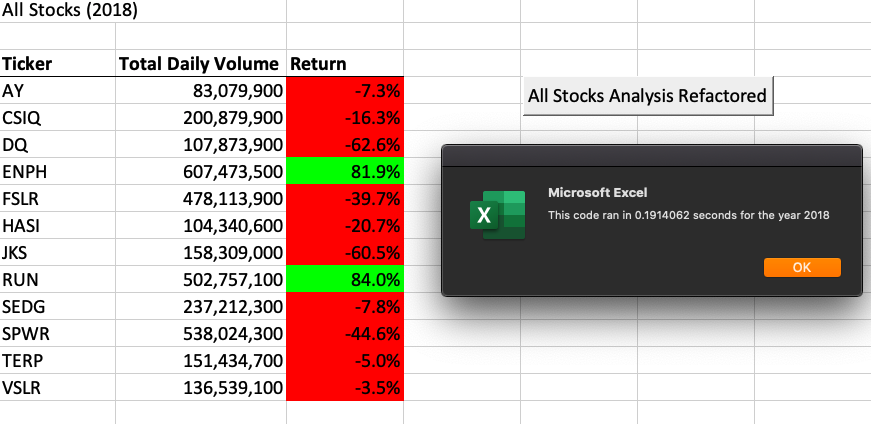 All Stocks (2018)
Ticker Total Daily Volume Return
AY 83,079,900 -7.3%
CSIQ 200,879,900 -16.3%
DQ 107,873,900 -62.6%
ENPH 607,473,500 81.9%
FSLR 478,113,900 -39.7%
HASI 104,340,600 -20.7%
JKS 158,309,000 -60.5%
RUN 502,757,100 84.0%
SEDG 237,212,300 -7.8%
SPWR 538,024,300 -44.6%
TERP 151,434,700 -5.0%
VSLR 136,539,100 -3.5%
All Stocks Analysis Refactored
X
Microsoft Excel
This code ran in 0.1914062 seconds for the year 2018
OK